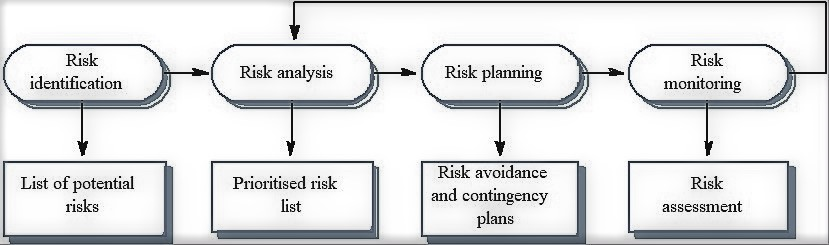 Risk
identification
Risk analysis
Risk planning
Risk
monitoring
List of potential
risks
Prioritised risk
list
Risk avoidance
and contingency
plans
Risk
assessment